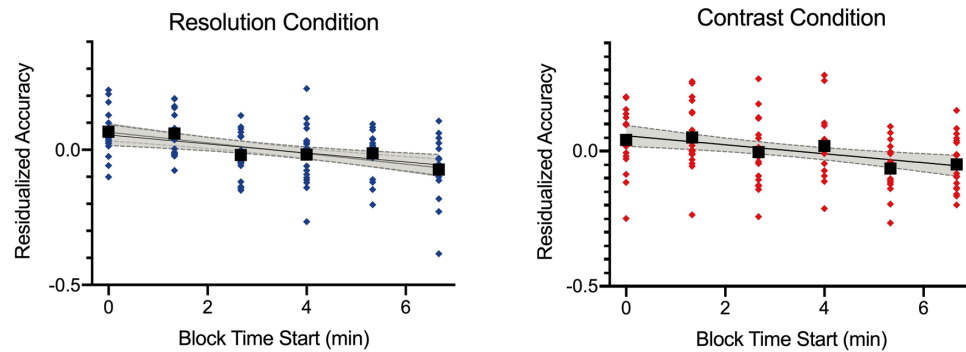 Resolution Condition
Residualized Accuracy
0.0
-0.5
0 2 4 6
Block Time Start (min)
Contrast Condition
Residualized Accuracy
0.0
-0.5
0 2 4 6
Block Time Start (min)